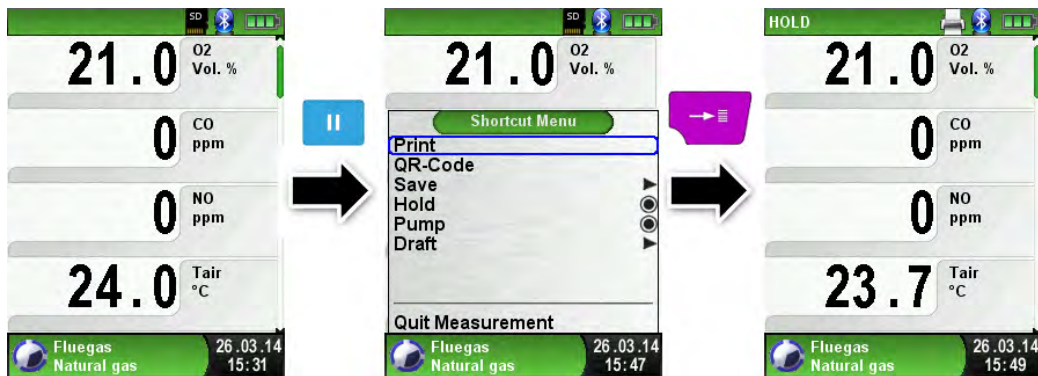 SD
21.0 O2
Vol. %
0 CO
ppm
0 NO
ppm
24.0 Tair
°C
Fluegas 26.03.14
Natural gas 15:31
SD
21.0 O2
Vol. %
Shortcut Menu
Print
QR-Code
Save
Hold
Pump
Draft
Quit Measurement
Fluegas 26.03.14
Natural gas 15:47
HOLD
21.0 O2
Vol. %
0 CO
ppm
0 NO
ppm
23.7 Tair
°C
Fluegas 26.03.14
Natural gas 15:49